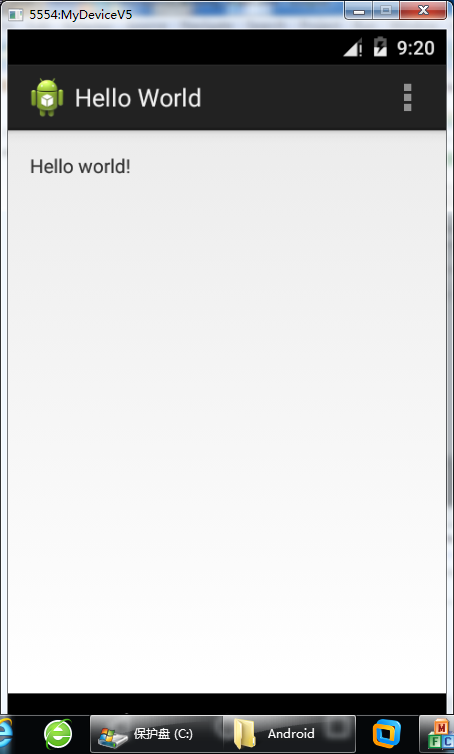 5554:MyDeviceV5
9:20
Hello World
Hello world!
保护盘 (C:)
Android
M
F C